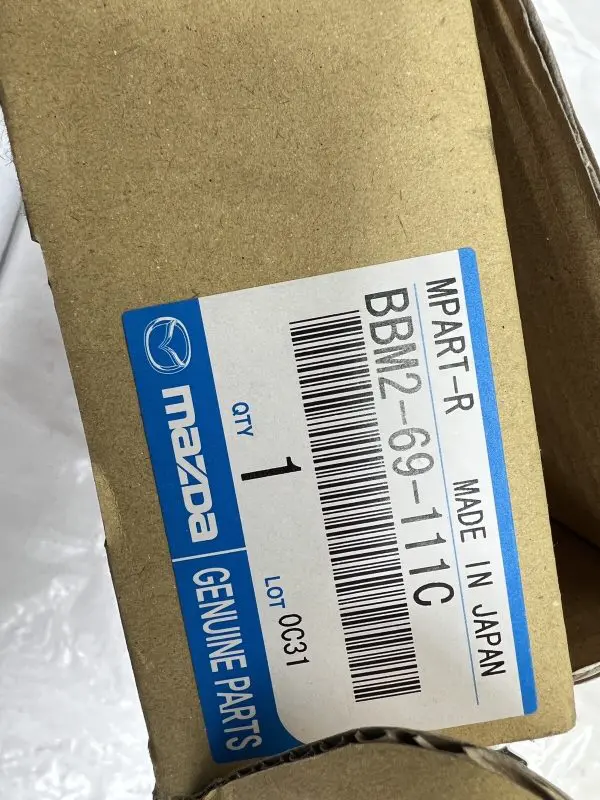 MPART-R MADE IN JAPAN
BBM2-69-111C
QTY 1 LOT 0C31
mazDa GENUINE PARTS